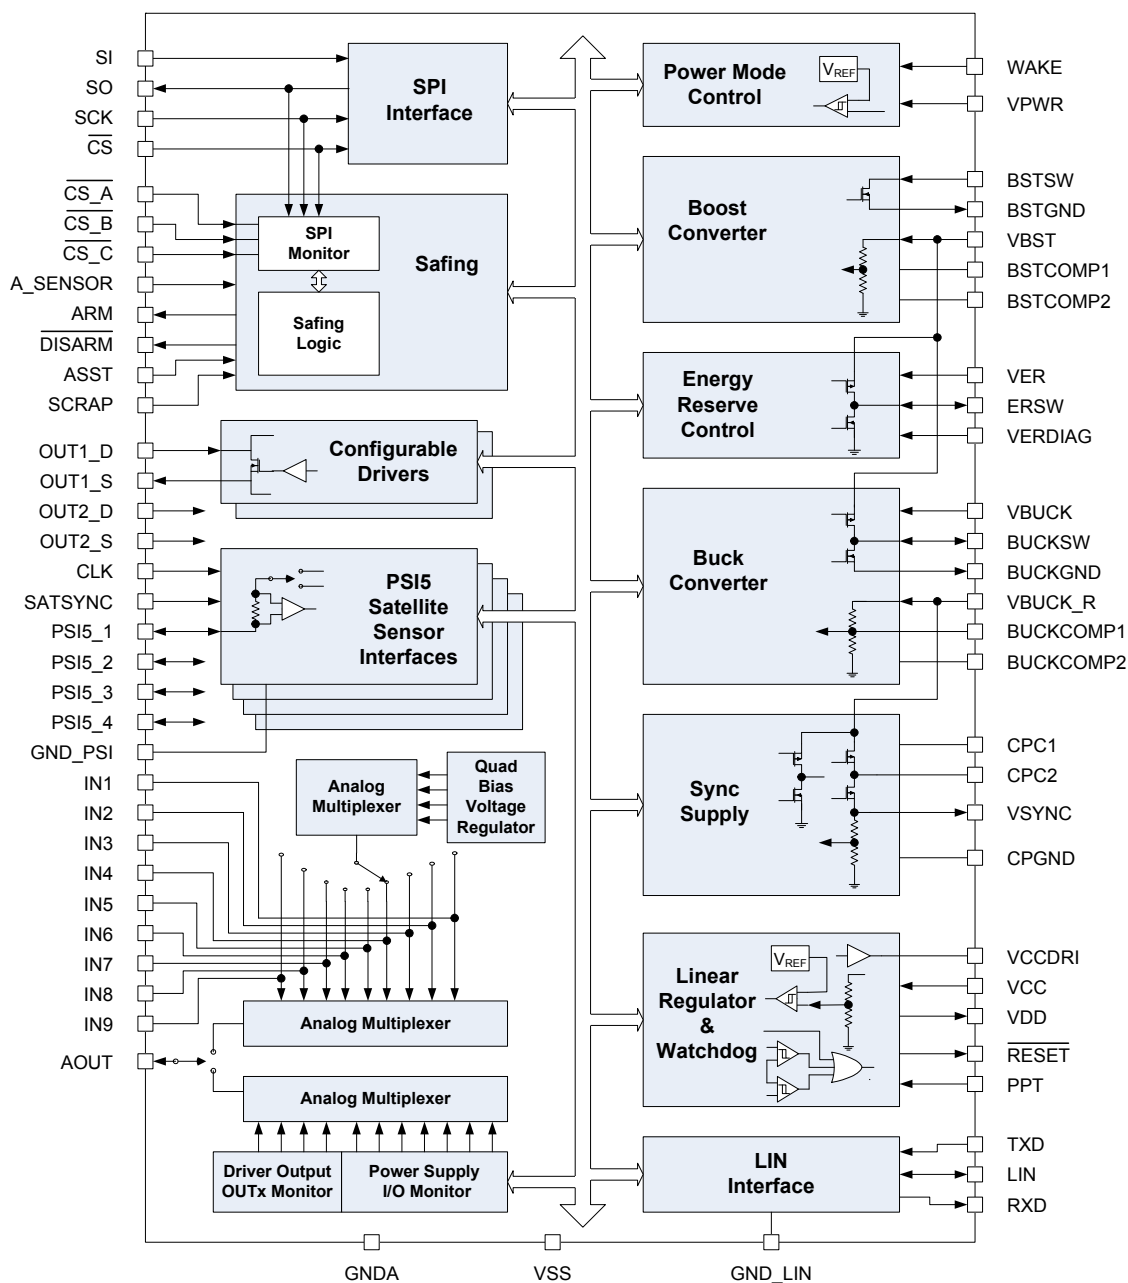 SI
SO
SCK
CS
CS_A
CS_B
CS_C
A_SENSOR
ARM
DISARM
ASST
SCRAP
OUT1_D
OUT1_S
OUT2_D
OUT2_S
CLK
SATSYNC
PSI5_1
PSI5_2
PSI5_3
PSI5_4
GND_PSI
IN1
IN2
IN3
IN4
IN5
IN6
IN7
IN8
IN9
AOUT
SPI
Interface
SPI
Monitor
Safing
Safing
Logic
Configurable
Drivers
PSI5
Satellite
Sensor
Interfaces
Analog
Multiplexer
Quad
Bias
Voltage
Regulator
Analog Multiplexer
Analog Multiplexer
Driver Output
OUTx Monitor
Power Supply
I/O Monitor
Power Mode
Control
VREF
Boost
Converter
Energy
Reserve
Control
Buck
Converter
Sync
Supply
Linear
Regulator
&
Watchdog
VREF
LIN
Interface
WAKE
VPWR
BSTSW
BSTGND
VBST
BSTCOMP1
BSTCOMP2
VER
ERSW
VERDIAG
VBUCK
BUCKSW
BUCKGND
VBUCK_R
BUCKCOMP1
BUCKCOMP2
CPC1
CPC2
VSYNC
CPGND
VCCDRI
VCC
VDD
RESET
PPT
TXD
LIN
RXD
GNDA
VSS
GND_LIN